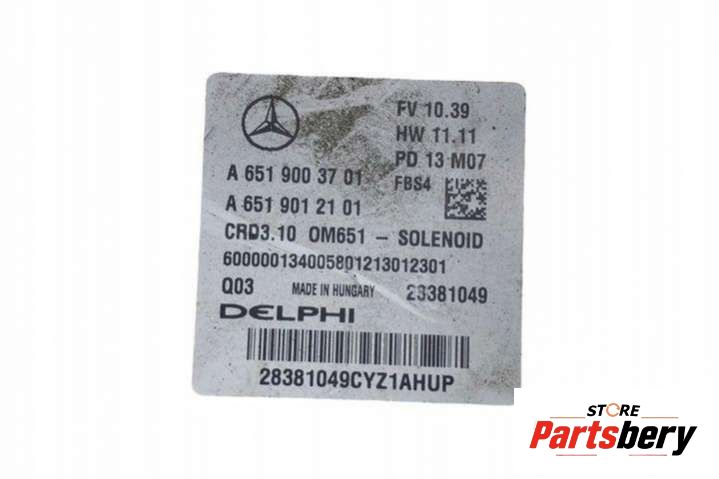 FV 10.39
HW 11.11
PD 13 M07
FBS4
A 651 900 37 01
A 651 901 21 01
CRD3.10 OM651 - SOLENOID
600000134005801213012301
Q03 MADE IN HUNGARY 28381049
DELPHI
28381049CYZ1AHUP
STORE
Partsbery